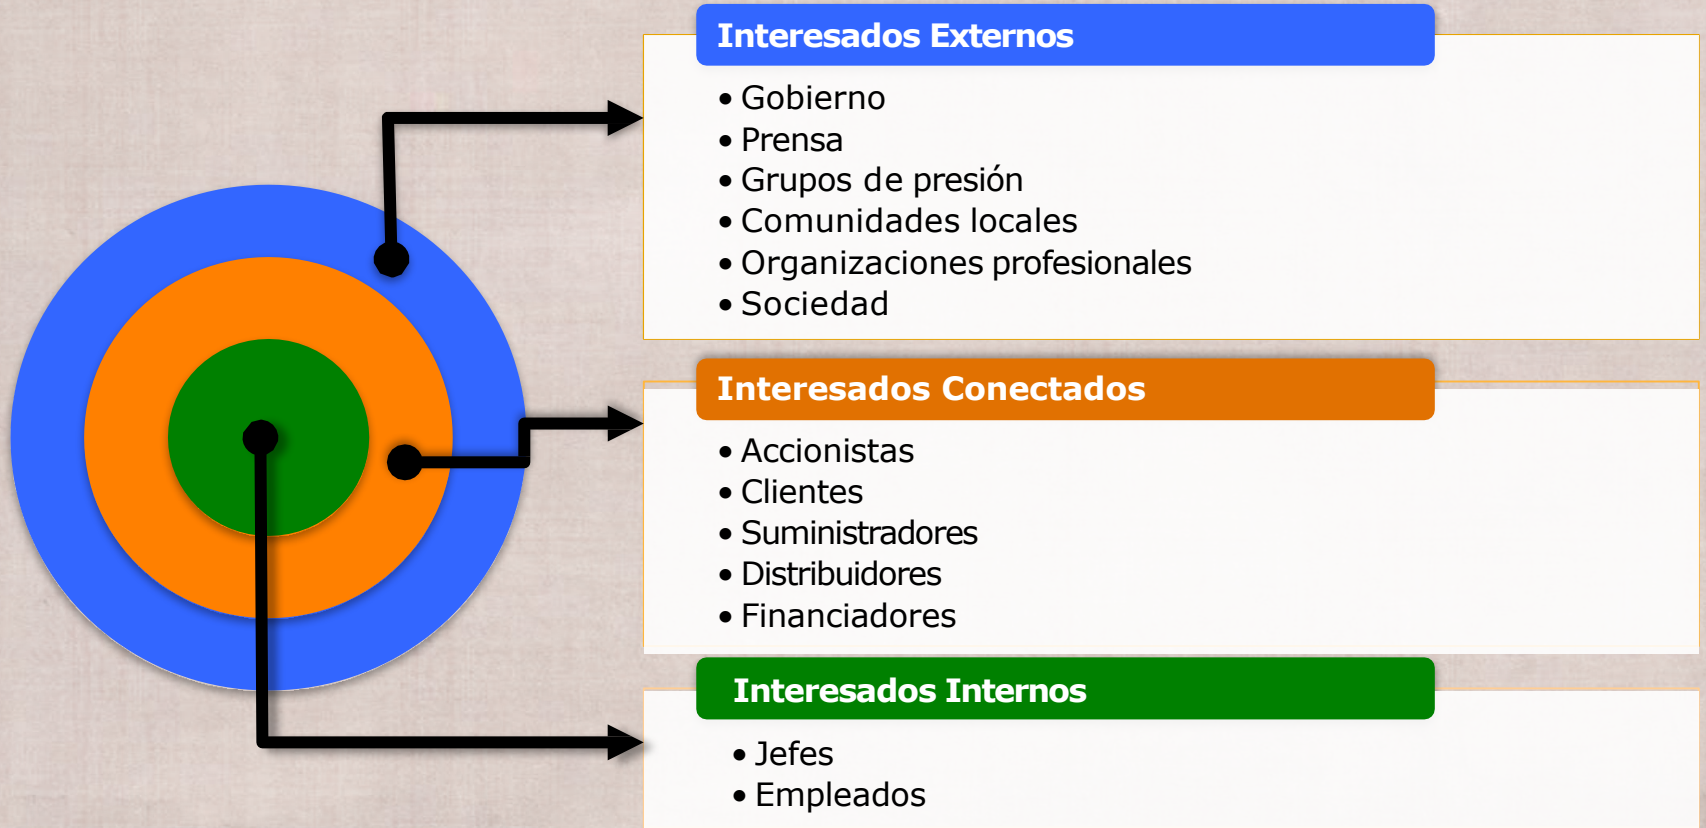 Interesados Externos
• Gobierno
• Prensa
• Grupos de presión
• Comunidades locales
• Organizaciones profesionales
• Sociedad
Interesados Conectados
• Accionistas
• Clientes
• Suministradores
• Distribuidores
• Financiadores
Interesados Internos
• Jefes
• Empleados